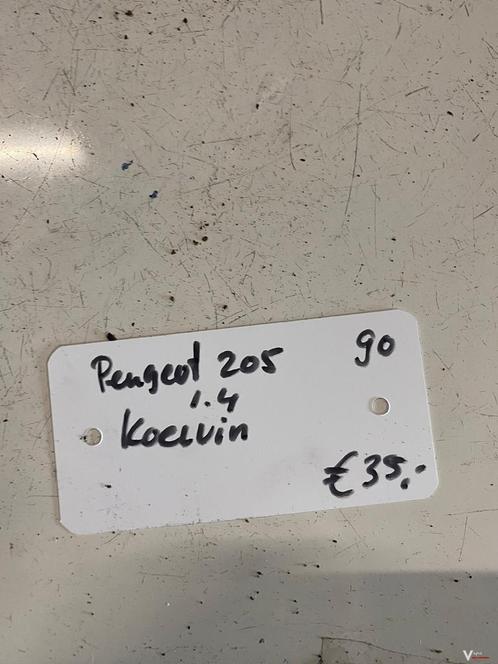 Peugeot 205 90
1.4
Koelvin
€35,-